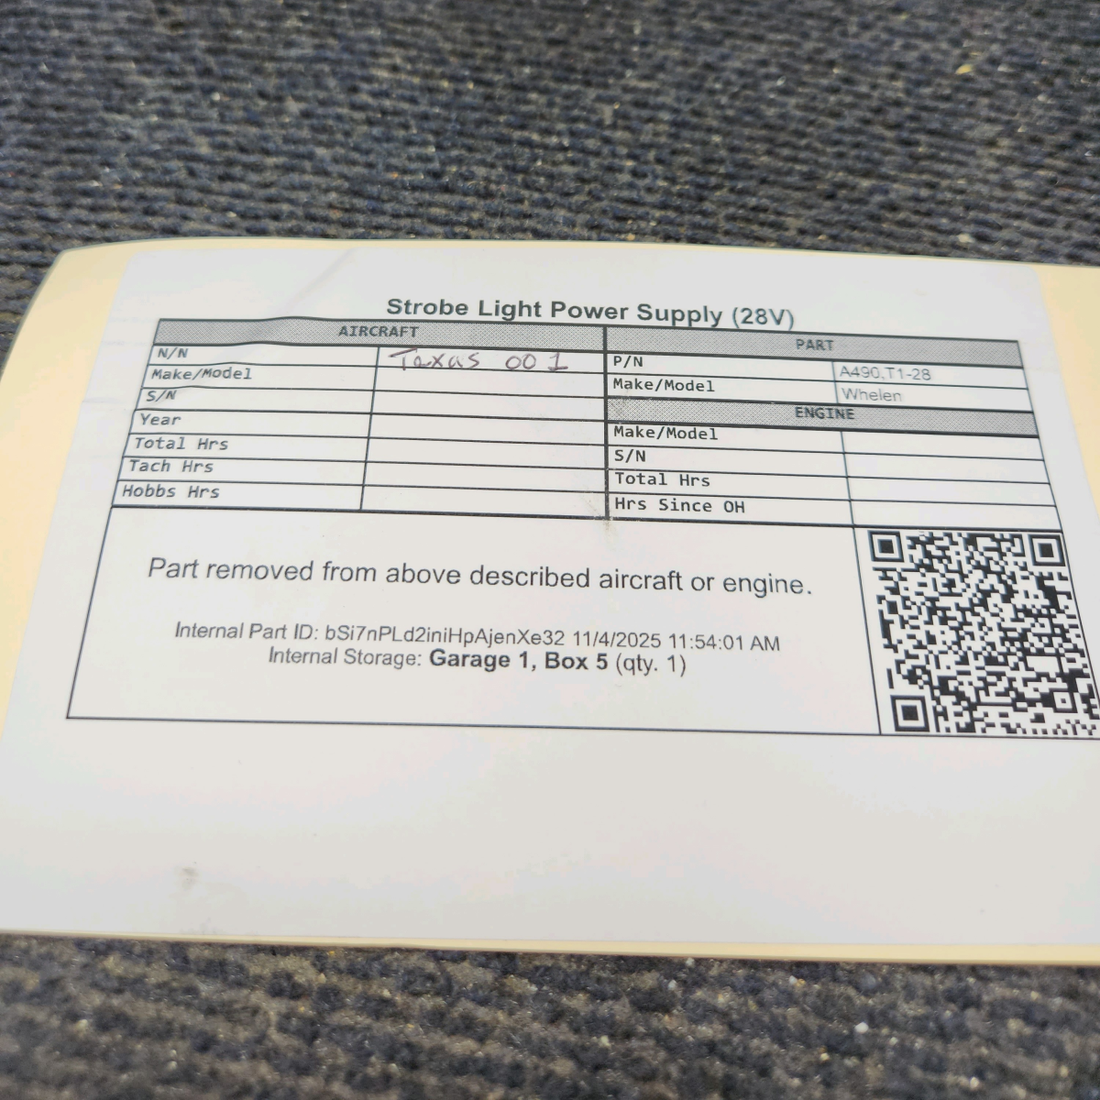 Strobe Light Power Supply (28V)
AIRCRAFT
N/N Taxas 001
Make/Model
S/N
Year
Total Hrs
Tach Hrs
Hobbs Hrs
PART
P/N A490,T1-28
Make/Model Whelen
ENGINE
Make/Model
S/N
Total Hrs
Hrs Since OH
Part removed from above described aircraft or engine.
Internal Part ID: bSi7nPLd2iniHpAjenXe32 11/4/2025 11:54:01 AM
Internal Storage: Garage 1, Box 5 (qty. 1)